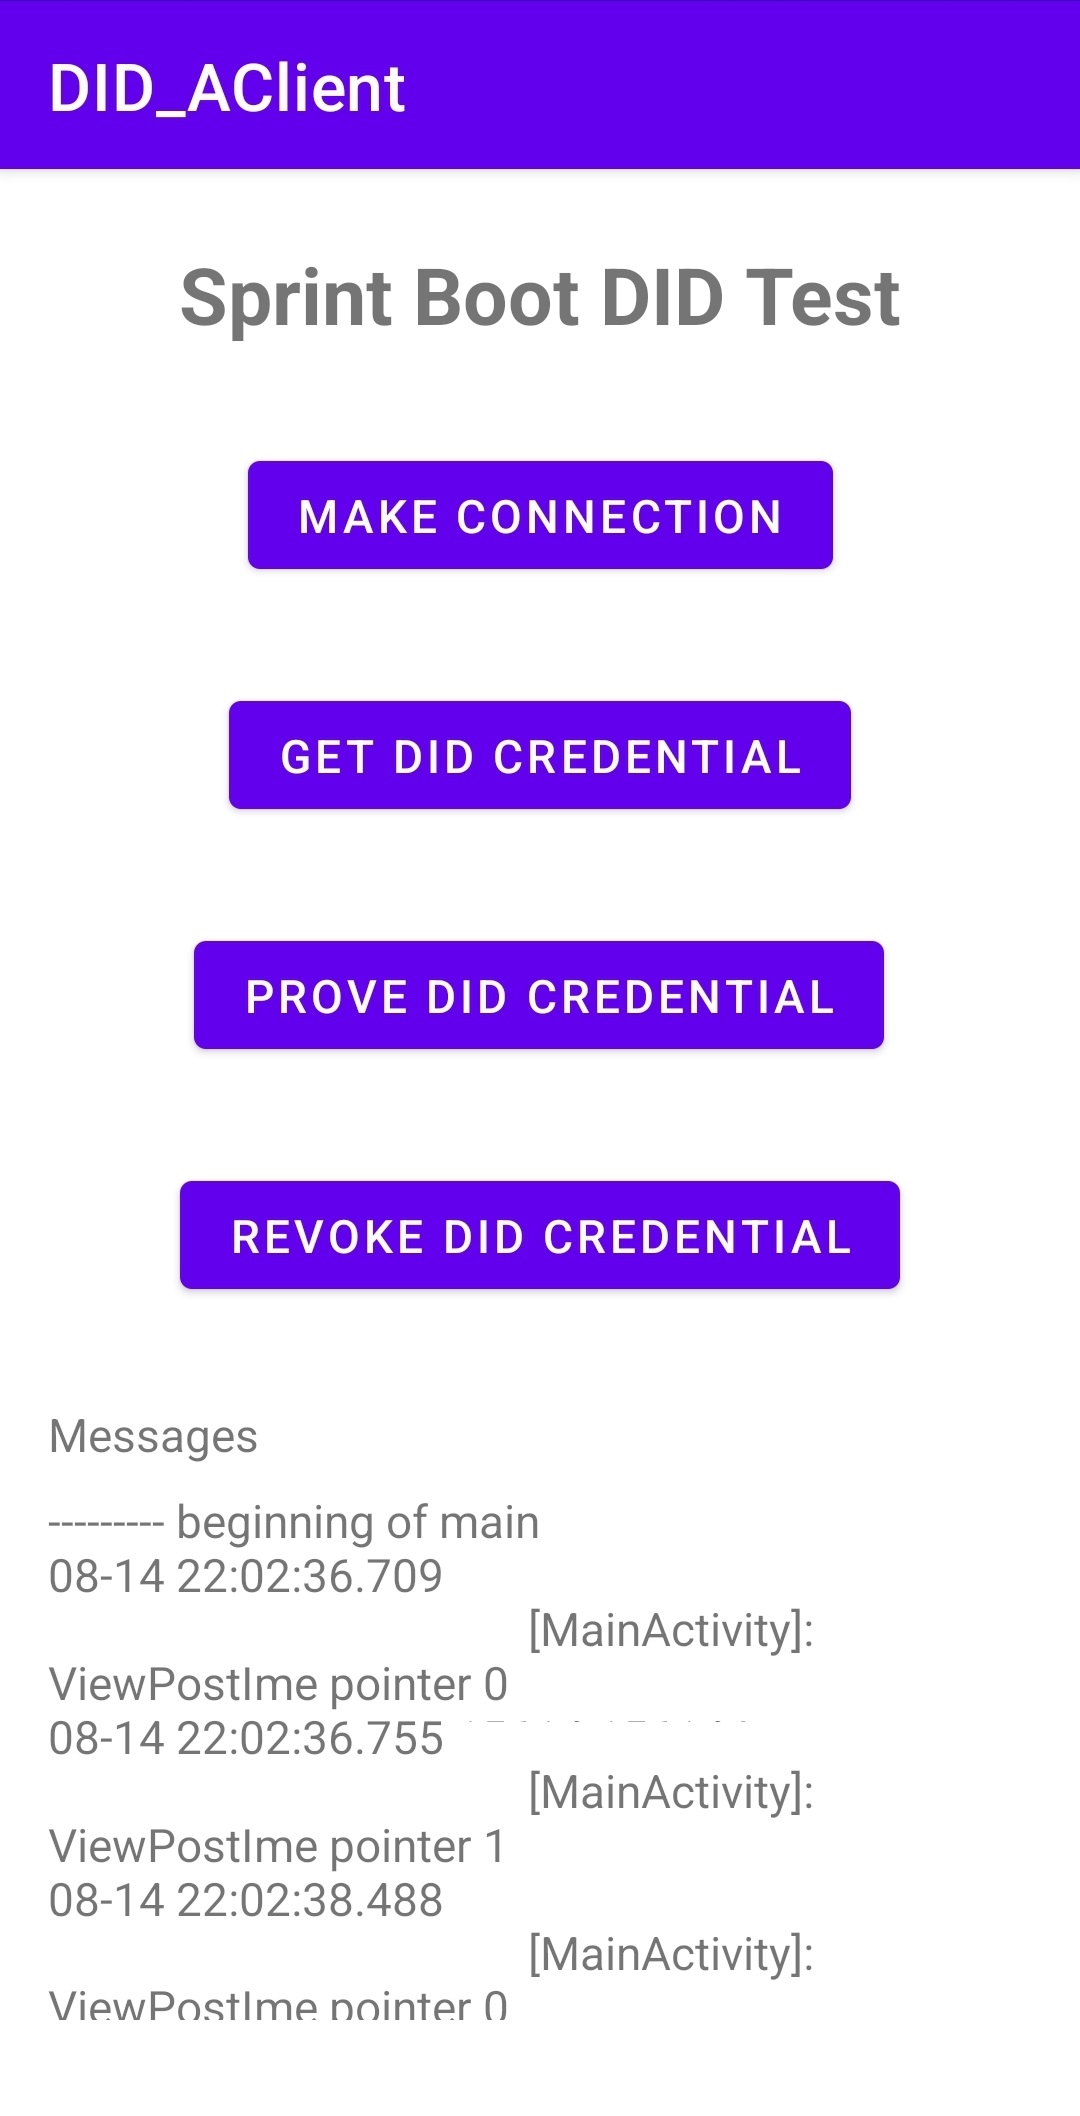 DID_AClient
Sprint Boot DID Test
MAKE CONNECTION
GET DID CREDENTIAL
PROVE DID CREDENTIAL
REVOKE DID CREDENTIAL
Messages
--------- beginning of main
08-14 22:02:36.709
[MainActivity]:
ViewPostIme pointer 0
08-14 22:02:36.755
[MainActivity]:
ViewPostIme pointer 1
08-14 22:02:38.488
[MainActivity]:
ViewPostIme pointer 0